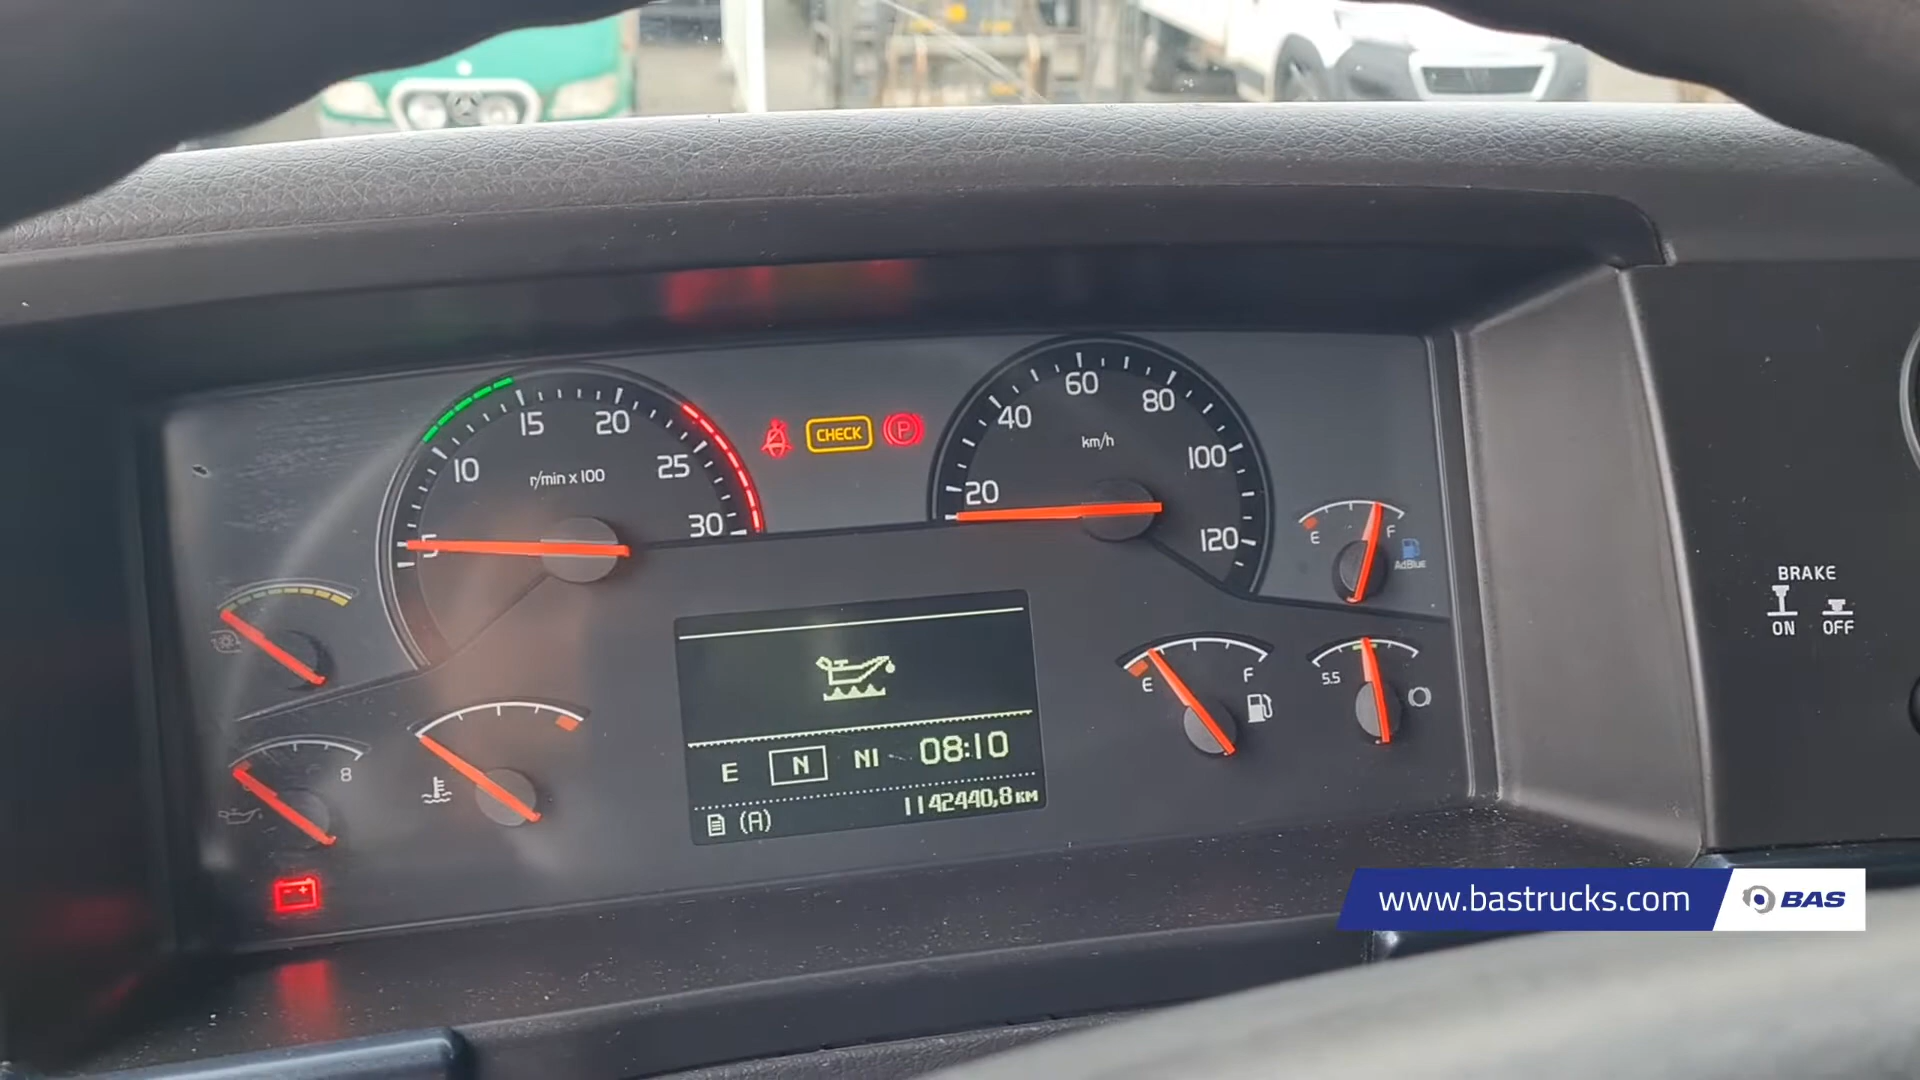 15
20
10
25
r/min x 100
5
30
CHECK
P
60
40
80
km/h
20
100
120
E
F
AdBlue
BRAKE
ON
OFF
E
F
5.5
8
E N NI 08:10
(A) 1142440,8 км
www.bastrucks.com
BAS